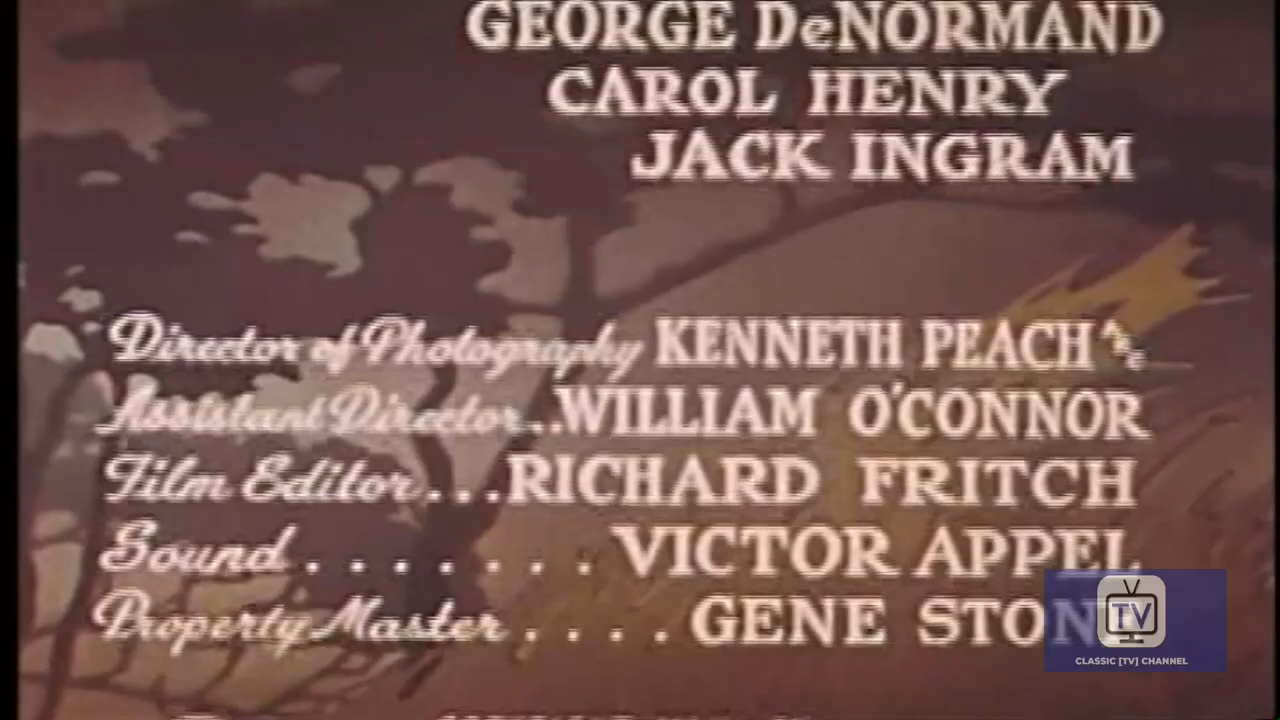 GEORGE DeNORMAND
CAROL HENRY
JACK INGRAM
Director of Photography KENNETH PEACH
Assistant Director..WILLIAM O'CONNOR
Film Editor...RICHARD FRITCH
Sound.......VICTOR APPEL
Property Master....GENE
TV
CLASSIC [TV] CHANNEL